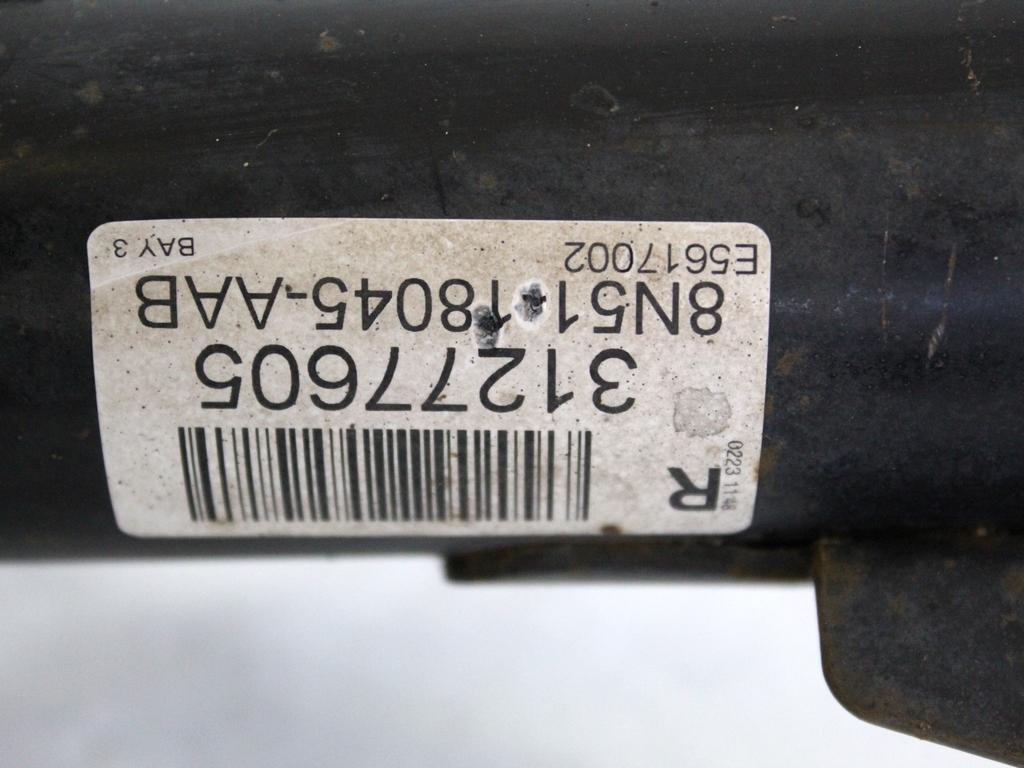 R
0223 1148
31277605
8N51 18045-AAB
E5617002 BAY 3